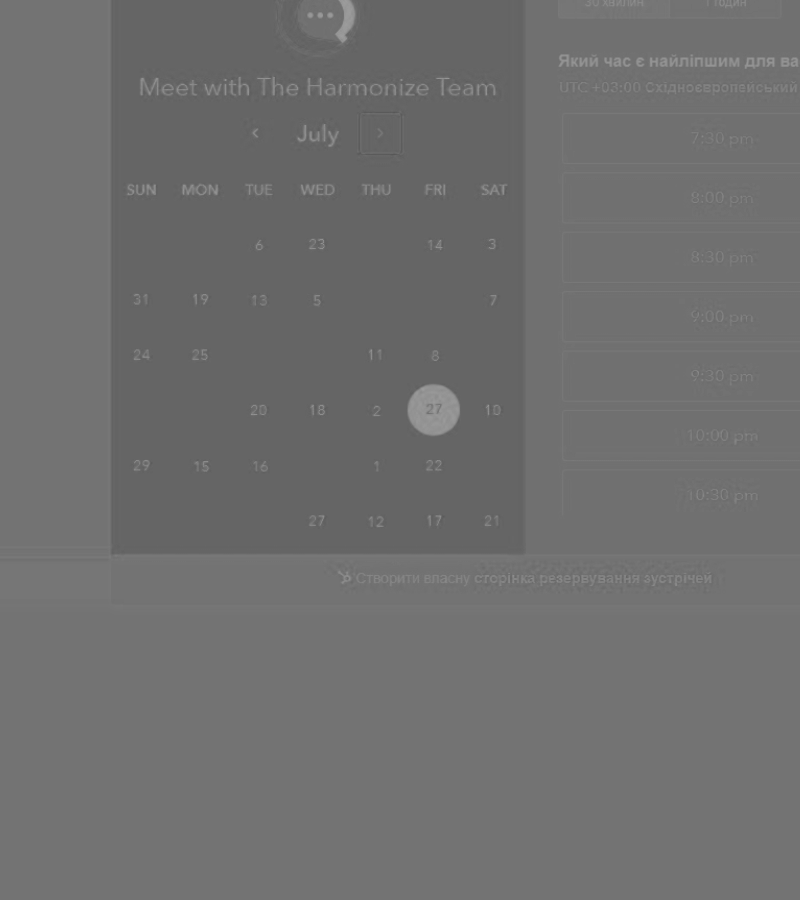 30 хвилин
1 годин
Який час є найліпшим для ва
UTC +03:00 Східноєвропейський
Meet with The Harmonize Team
July
SUN MON TUE WED THU FRI SAT
6 23 14 3
31 19 13 5 7
24 25 11 8
20 18 2 27 10
29 15 16 1 22
27 12 17 21
7:30 pm
8:00 pm
8:30 pm
9:00 pm
9:30 pm
10:00 pm
10:30 pm
Створити власну сторінка резервування зустрічей